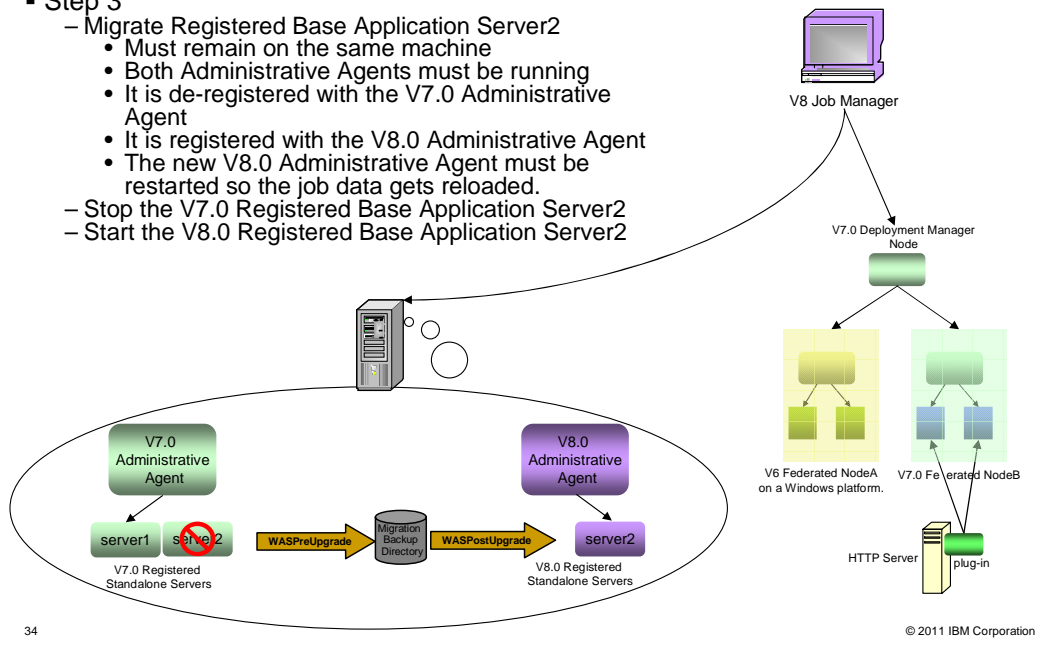 ▪ Step 3
– Migrate Registered Base Application Server2
• Must remain on the same machine
• Both Administrative Agents must be running
• It is de-registered with the V7.0 Administrative
Agent
• It is registered with the V8.0 Administrative Agent
• The new V8.0 Administrative Agent must be
restarted so the job data gets reloaded.
– Stop the V7.0 Registered Base Application Server2
– Start the V8.0 Registered Base Application Server2
V8 Job Manager
V7.0 Deployment Manager
Node
V6 Federated NodeA
on a Windows platform.
V7.0 Fe erated NodeB
HTTP Server
plug-in
V7.0
Administrative
Agent
server1
server2
V7.0 Registered
Standalone Servers
WASPreUpgrade
Migration
Backup
Directory
WASPostUpgrade
V8.0
Administrative
Agent
server2
V8.0 Registered
Standalone Servers
34
© 2011 IBM Corporation